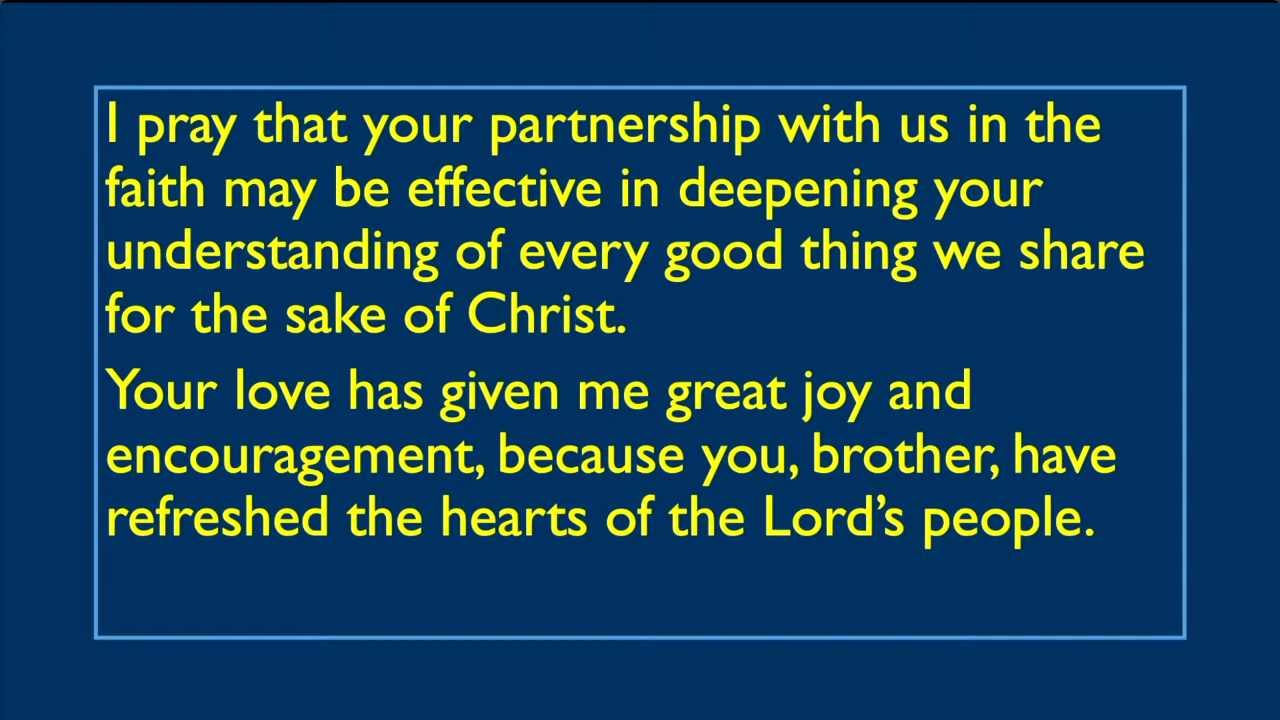 I pray that your partnership with us in the
faith may be effective in deepening your
understanding of every good thing we share
for the sake of Christ.
Your love has given me great joy and
encouragement, because you, brother, have
refreshed the hearts of the Lord’s people.